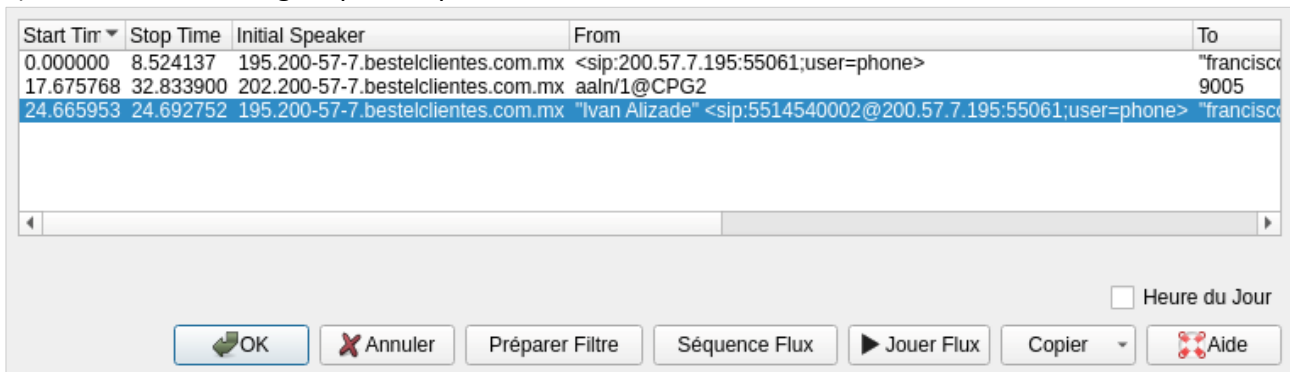 Start Tim Stop Time Initial Speaker From To
0.000000 8.524137 195.200-57-7.bestelclientes.com.mx <sip:200.57.7.195:55061;user=phone> "francisco
17.675768 32.833900 202.200-57-7.bestelclientes.com.mx aaln/1@CPG2 9005
24.665953 24.692752 195.200-57-7.bestelclientes.com.mx "Ivan Alizade" <sip:5514540002@200.57.7.195:55061;user=phone> "francisco
Heure du Jour
OK Annuler Préparer Filtre Séquence Flux Jouer Flux Copier Aide